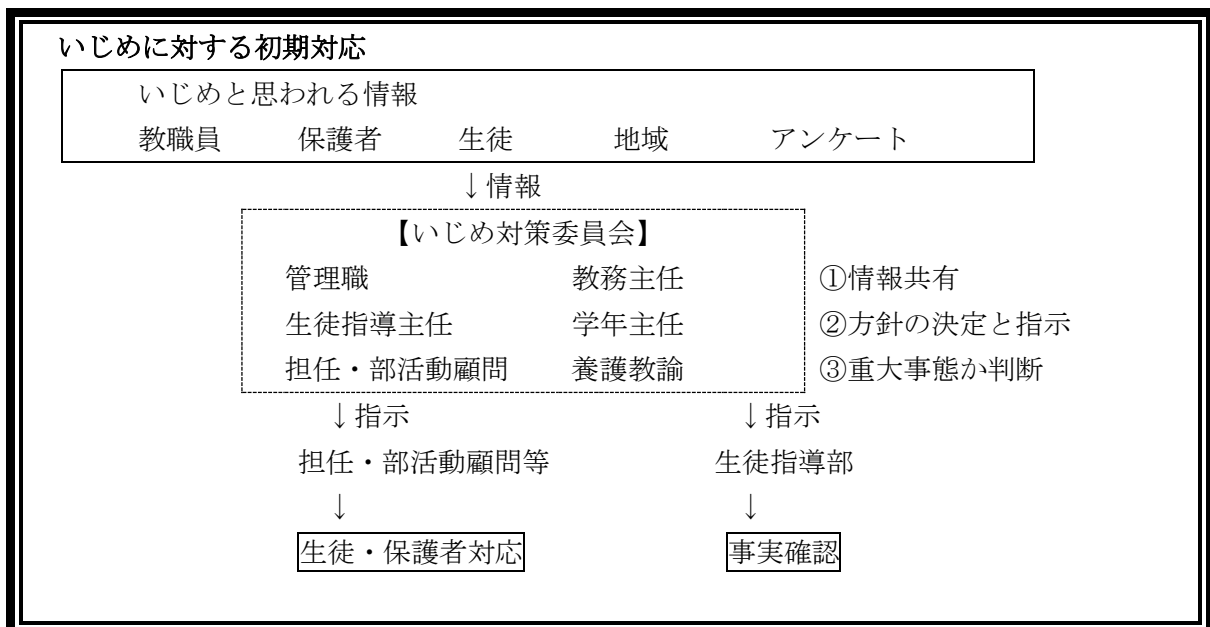 いじめに対する初期対応
いじめと思われる情報
教職員 保護者 生徒 地域 アンケート
↓情報
【いじめ対策委員会】
管理職 教務主任 ①情報共有
生徒指導主任 学年主任 ②方針の決定と指示
担任・部活動顧問 養護教諭 ③重大事態か判断
↓指示 ↓指示
担任・部活動顧問等 生徒指導部
↓ ↓
生徒・保護者対応 事実確認